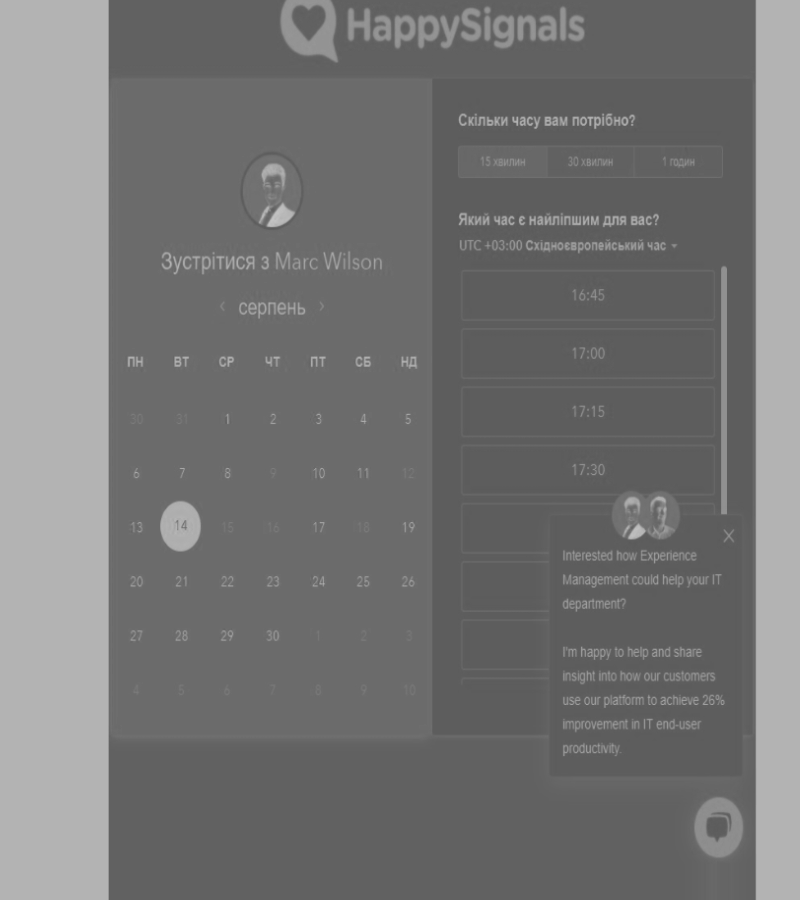 HappySignals
Зустрітися з Marc Wilson
серпень
ПН ВТ СР ЧТ ПТ СБ НД
30 31 1 2 3 4 5
6 7 8 9 10 11 12
13 14 15 16 17 18 19
20 21 22 23 24 25 26
27 28 29 30 1 2 3
4 5 6 7 8 9 10
Скільки часу вам потрібно?
15 хвилин 30 хвилин 1 годин
Який час є найліпшим для вас?
UTC +03:00 Східноєвропейський час
16:45
17:00
17:15
17:30
Interested how Experience
Management could help your IT
department?
I'm happy to help and share
insight into how our customers
use our platform to achieve 26%
improvement in IT end-user
productivity.